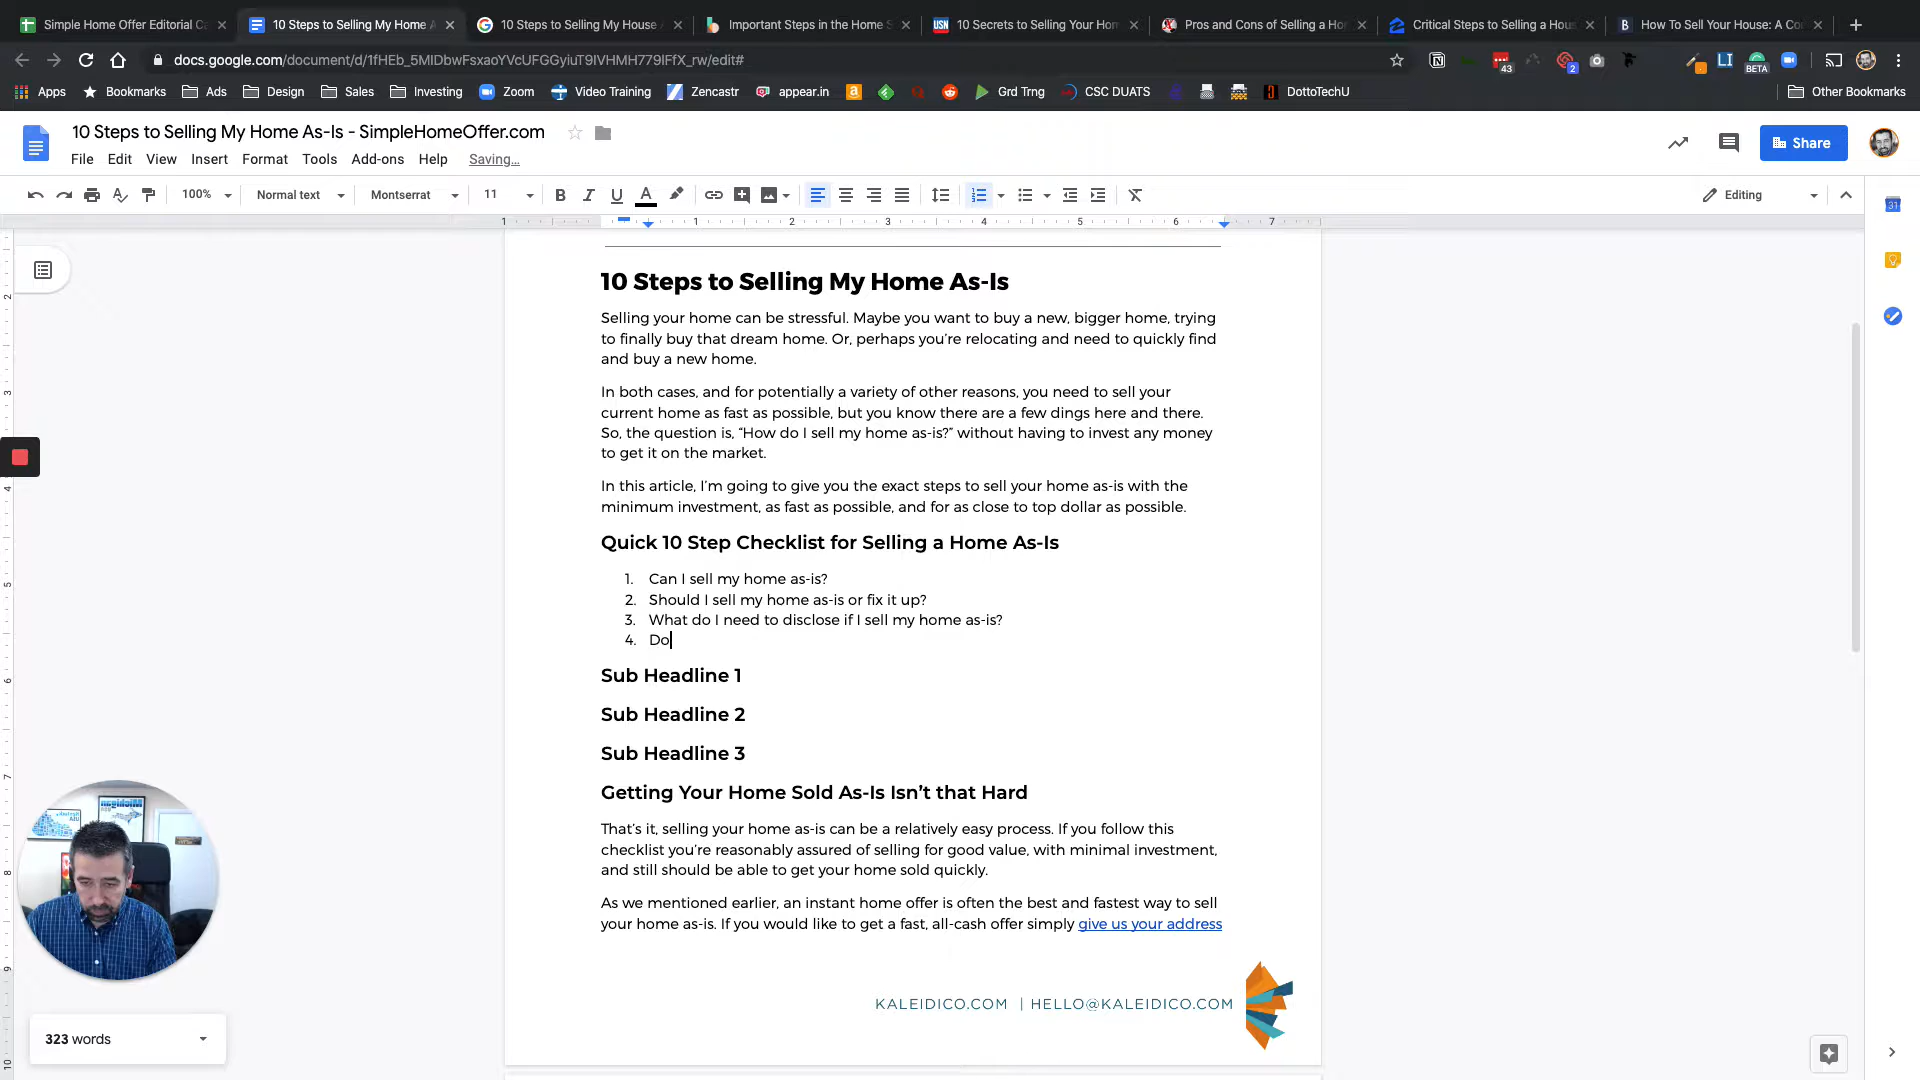 Simple Home Offer Editorial Ca
10 Steps to Selling My Home A
10 Steps to Selling My House
Important Steps in the Home S
10 Secrets to Selling Your Hom
Pros and Cons of Selling a Ho
Critical Steps to Selling a Hous
How To Sell Your House: A Co
docs.google.com/document/d/1fHEb_5MIDbwFsxaoYVcUFGGyiuT9IVHMH779lFfX_rw/edit#
43
2
BETA
Apps
Bookmarks
Ads
Design
Sales
Investing
Zoom
Video Training
Zencastr
appear.in
Grd Trng
CSC DUATS
DottoTechU
Other Bookmarks
10 Steps to Selling My Home As-Is - SimpleHomeOffer.com
File Edit View Insert Format Tools Add-ons Help Saving...
Share
100% Normal text Montserrat 11
Editing
1 1 2 3 4 5 6 7
10 Steps to Selling My Home As-Is
Selling your home can be stressful. Maybe you want to buy a new, bigger home, trying
to finally buy that dream home. Or, perhaps you’re relocating and need to quickly find
and buy a new home.
In both cases, and for potentially a variety of other reasons, you need to sell your
current home as fast as possible, but you know there are a few dings here and there.
So, the question is, “How do I sell my home as-is?” without having to invest any money
to get it on the market.
In this article, I’m going to give you the exact steps to sell your home as-is with the
minimum investment, as fast as possible, and for as close to top dollar as possible.
Quick 10 Step Checklist for Selling a Home As-Is
1. Can I sell my home as-is?
2. Should I sell my home as-is or fix it up?
3. What do I need to disclose if I sell my home as-is?
4. Do
Sub Headline 1
Sub Headline 2
Sub Headline 3
Getting Your Home Sold As-Is Isn’t that Hard
That’s it, selling your home as-is can be a relatively easy process. If you follow this
checklist you’re reasonably assured of selling for good value, with minimal investment,
and still should be able to get your home sold quickly.
As we mentioned earlier, an instant home offer is often the best and fastest way to sell
your home as-is. If you would like to get a fast, all-cash offer simply give us your address
KALEIDICO.COM | HELLO@KALEIDICO.COM
323 words